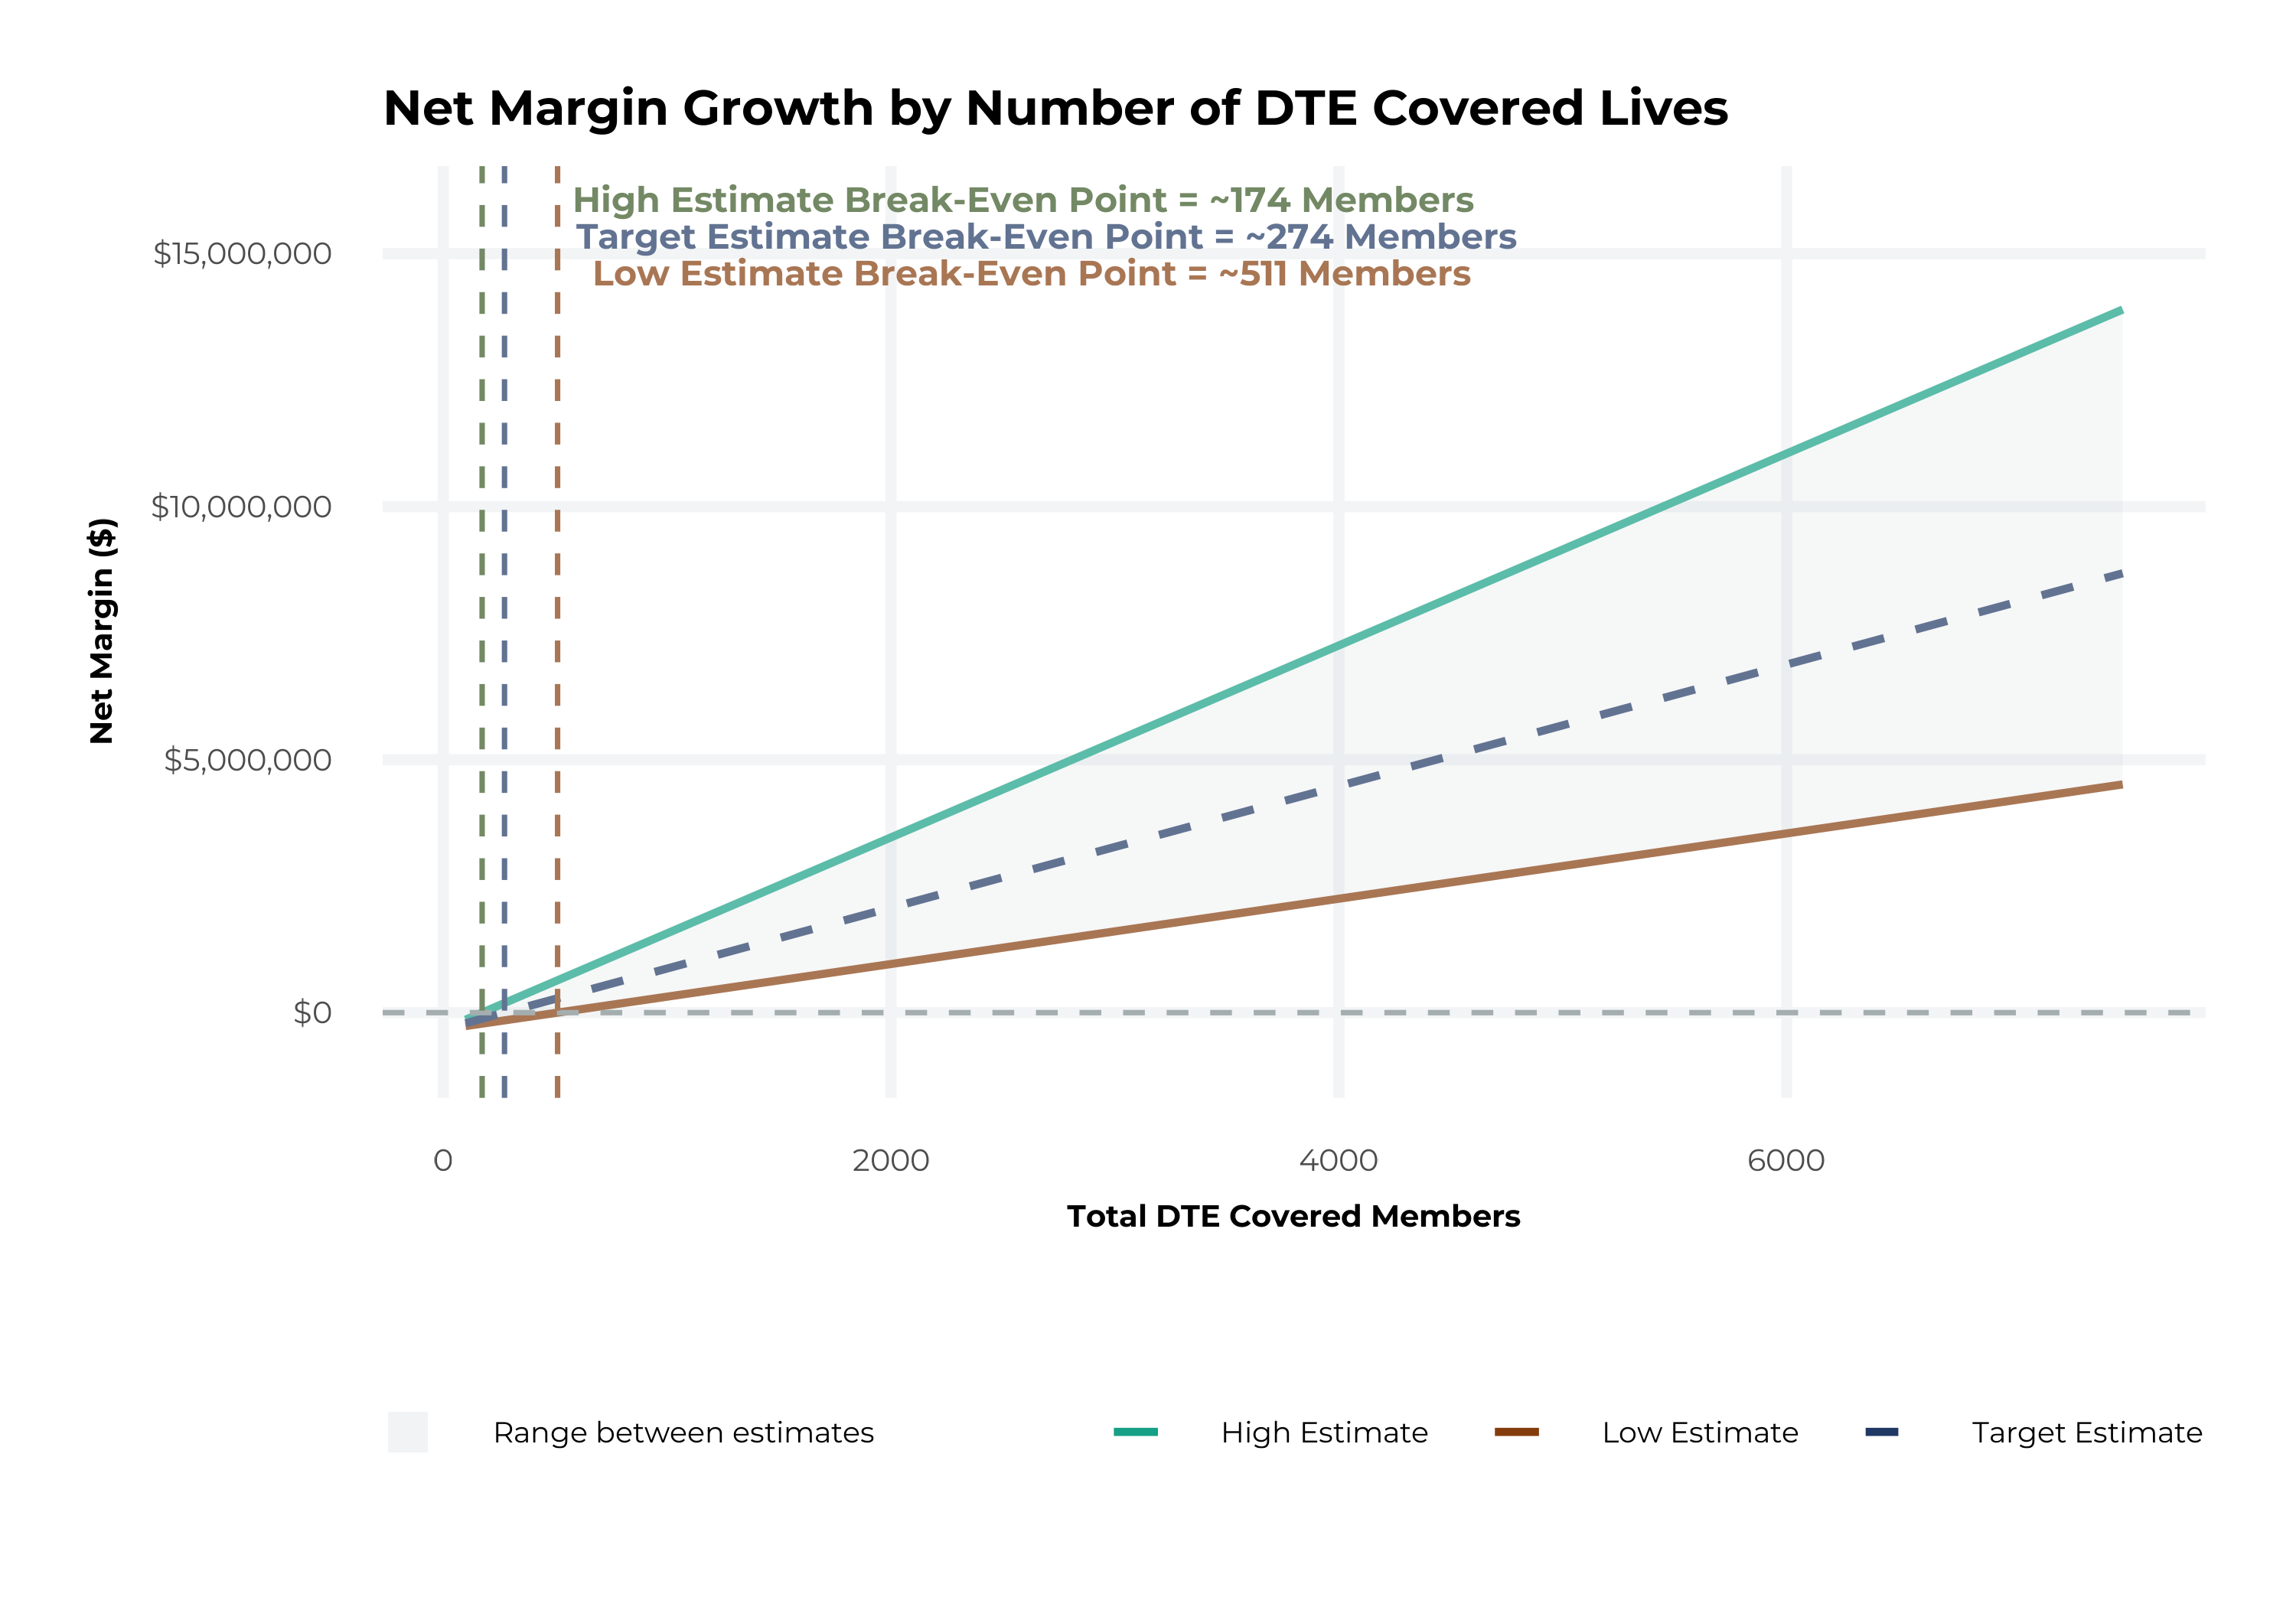 Net Margin Growth by Number of DTE Covered Lives
High Estimate Break-Even Point = ~174 Members
Target Estimate Break-Even Point = ~274 Members
Low Estimate Break-Even Point = ~511 Members
$15,000,000
$10,000,000
$5,000,000
$0
Net Margin ($)
0 2000 4000 6000
Total DTE Covered Members
Range between estimates High Estimate Low Estimate Target Estimate